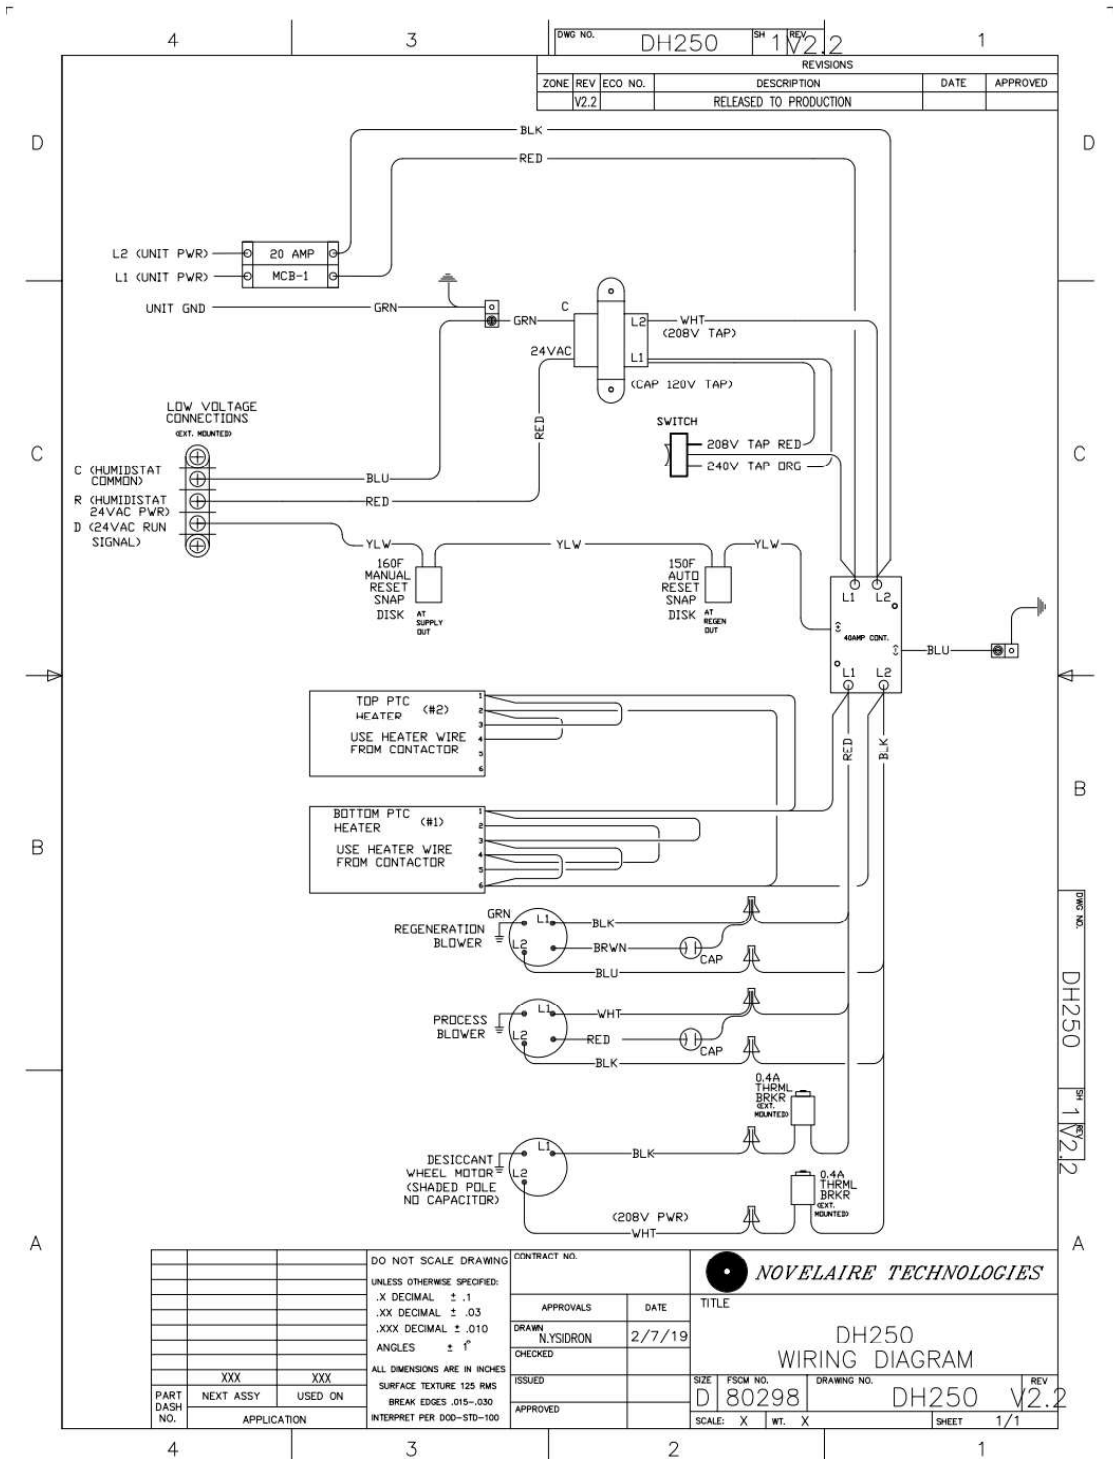 4
3
DWG NO.
DH250
SH
1
REV
V2.2
1
REVISIONS
ZONE
REV
ECO NO.
DESCRIPTION
DATE
APPROVED
V2.2
RELEASED TO PRODUCTION
D
D
BLK
RED
L2 (UNIT PWR)
20 AMP
L1 (UNIT PWR)
MCB-1
UNIT GND
GRN
C
GRN
L2
WHT
(208V TAP)
24VAC
L1
(CAP 120V TAP)
RED
LOW VOLTAGE
CONNECTIONS
(EXT. MOUNTED)
SWITCH
208V TAP RED
240V TAP ORG
C
C
C (HUMIDSTAT
COMMON)
BLU
R (HUMIDISTAT
24VAC PWR)
RED
D (24VAC RUN
SIGNAL)
YLW
YLW
YLW
160F
MANUAL
RESET
SNAP
DISK
AT
SUPPLY
OUT
150F
AUTO
RESET
SNAP
DISK
AT
REGEN
OUT
L1
L2
40AMP CONT.
BLU
L1
L2
RED
BLK
TOP PTC
HEATER
(#2)
USE HEATER WIRE
FROM CONTACTOR
1
2
3
4
5
6
B
B
BOTTOM PTC
HEATER
(#1)
USE HEATER WIRE
FROM CONTACTOR
1
2
3
4
5
6
REGENERATION
BLOWER
GRN
L1
L2
BLK
BRWN
CAP
BLU
PROCESS
BLOWER
L1
L2
WHT
RED
CAP
BLK
DWG NO.
DH250
SH
1
REV
V2.2
0.4A
THRML
BRKR
(EXT.
MOUNTED)
DESICCANT
WHEEL MOTOR
(SHADED POLE
NO CAPACITOR)
L1
L2
BLK
0.4A
THRML
BRKR
(EXT.
MOUNTED)
(208V PWR)
WHT
A
A
DO NOT SCALE DRAWING
UNLESS OTHERWISE SPECIFIED:
.X DECIMAL ± .1
.XX DECIMAL ± .03
.XXX DECIMAL ± .010
ANGLES ± 1°
ALL DIMENSIONS ARE IN INCHES
SURFACE TEXTURE 125 RMS
BREAK EDGES .015-.030
INTERPRET PER DOD-STD-100
XXX
XXX
PART
DASH
NO.
NEXT ASSY
USED ON
APPLICATION
CONTRACT NO.
APPROVALS
DATE
DRAWN
N.YSIDRON
2/7/19
CHECKED
ISSUED
APPROVED
NOVELAIRE TECHNOLOGIES
TITLE
DH250
WIRING DIAGRAM
SIZE
D
FSCM NO.
80298
DRAWING NO.
DH250
REV
V2.2
SCALE: X
WT. X
SHEET 1/1
4
3
2
1